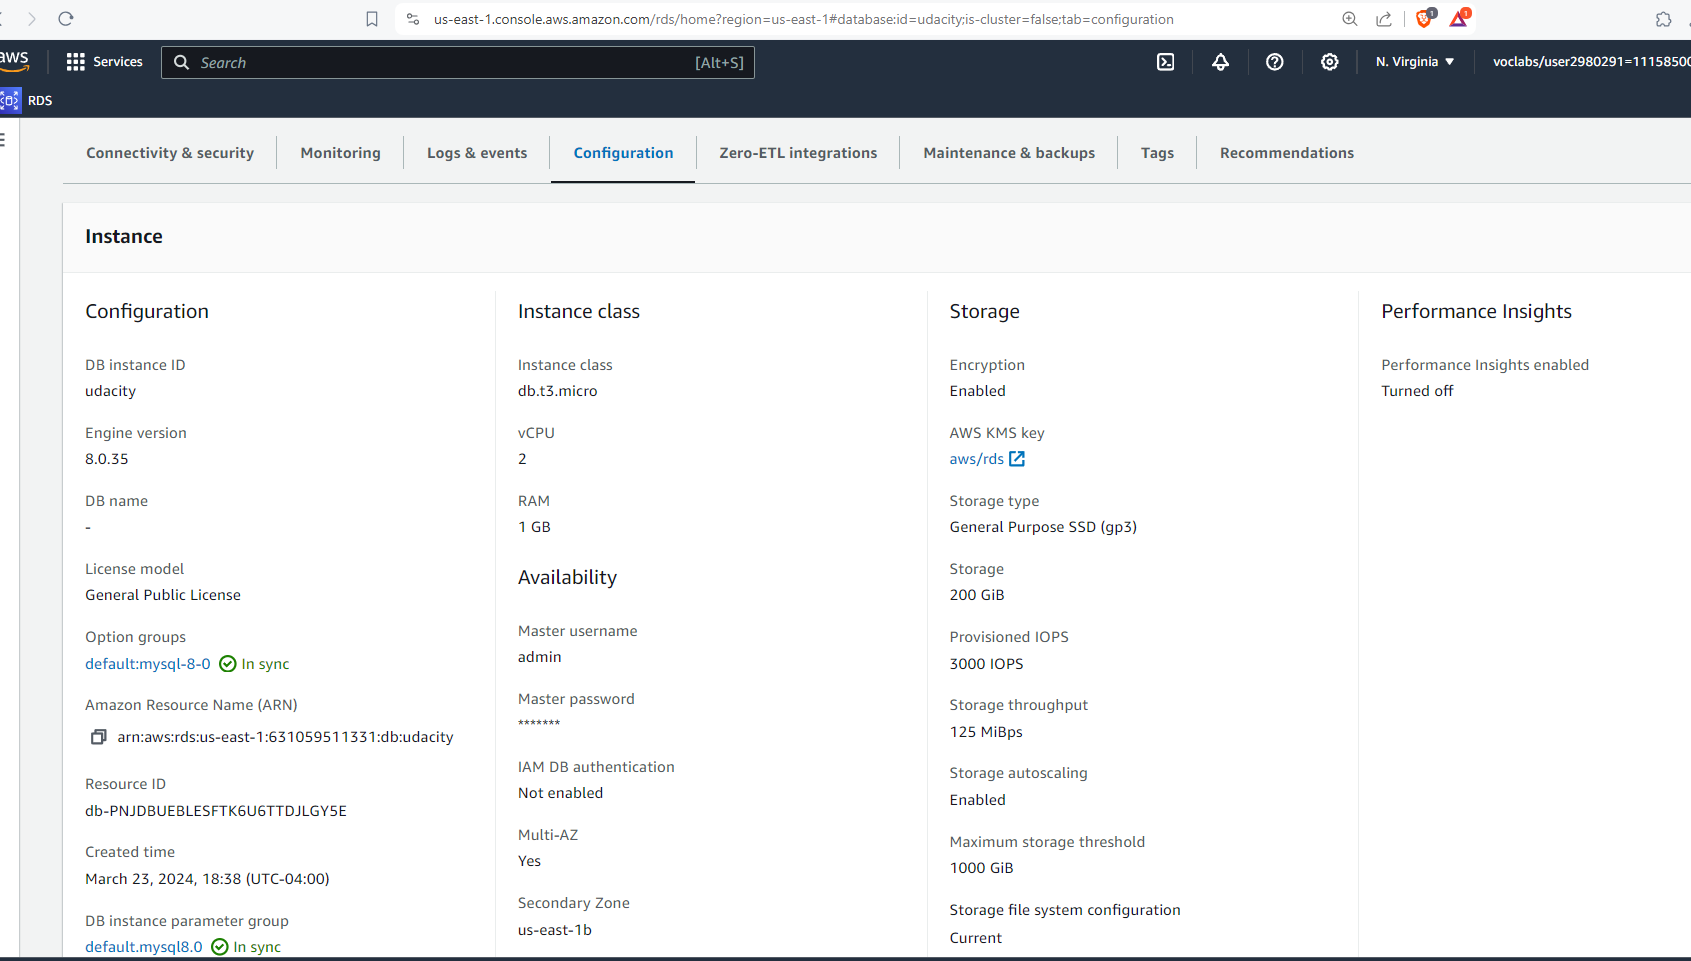 us-east-1.console.aws.amazon.com/rds/home?region=us-east-1#database:id=udacity;is-cluster=false;tab=configuration
1
1
aws
Services
Search
[Alt+S]
N. Virginia
voclabs/user2980291=11158500
RDS
Connectivity & security
Monitoring
Logs & events
Configuration
Zero-ETL integrations
Maintenance & backups
Tags
Recommendations
Instance
Configuration
DB instance ID
udacity
Engine version
8.0.35
DB name
-
License model
General Public License
Option groups
default:mysql-8-0 In sync
Amazon Resource Name (ARN)
arn:aws:rds:us-east-1:631059511331:db:udacity
Resource ID
db-PNJDBUEBLESFTK6U6TTDJLGY5E
Created time
March 23, 2024, 18:38 (UTC-04:00)
DB instance parameter group
default.mysql8.0 In sync
Instance class
Instance class
db.t3.micro
vCPU
2
RAM
1 GB
Availability
Master username
admin
Master password
*******
IAM DB authentication
Not enabled
Multi-AZ
Yes
Secondary Zone
us-east-1b
Storage
Encryption
Enabled
AWS KMS key
aws/rds
Storage type
General Purpose SSD (gp3)
Storage
200 GiB
Provisioned IOPS
3000 IOPS
Storage throughput
125 MiBps
Storage autoscaling
Enabled
Maximum storage threshold
1000 GiB
Storage file system configuration
Current
Performance Insights
Performance Insights enabled
Turned off